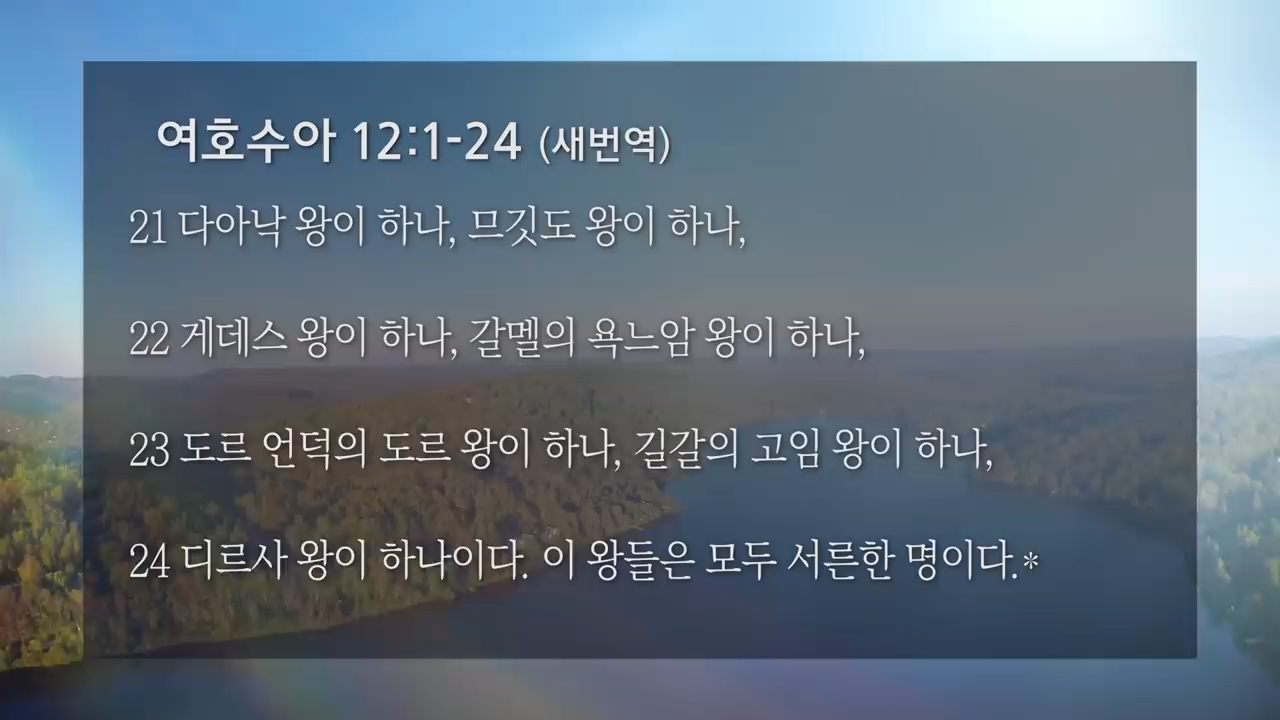 여호수아 12:1-24 (새번역)
21 다아낙 왕이 하나, 므깃도 왕이 하나,
22 게데스 왕이 하나, 갈멜의 욕느암 왕이 하나,
23 도르 언덕의 도르 왕이 하나, 길갈의 고임 왕이 하나,
24 디르사 왕이 하나이다. 이 왕들은 모두 서른한 명이다.*